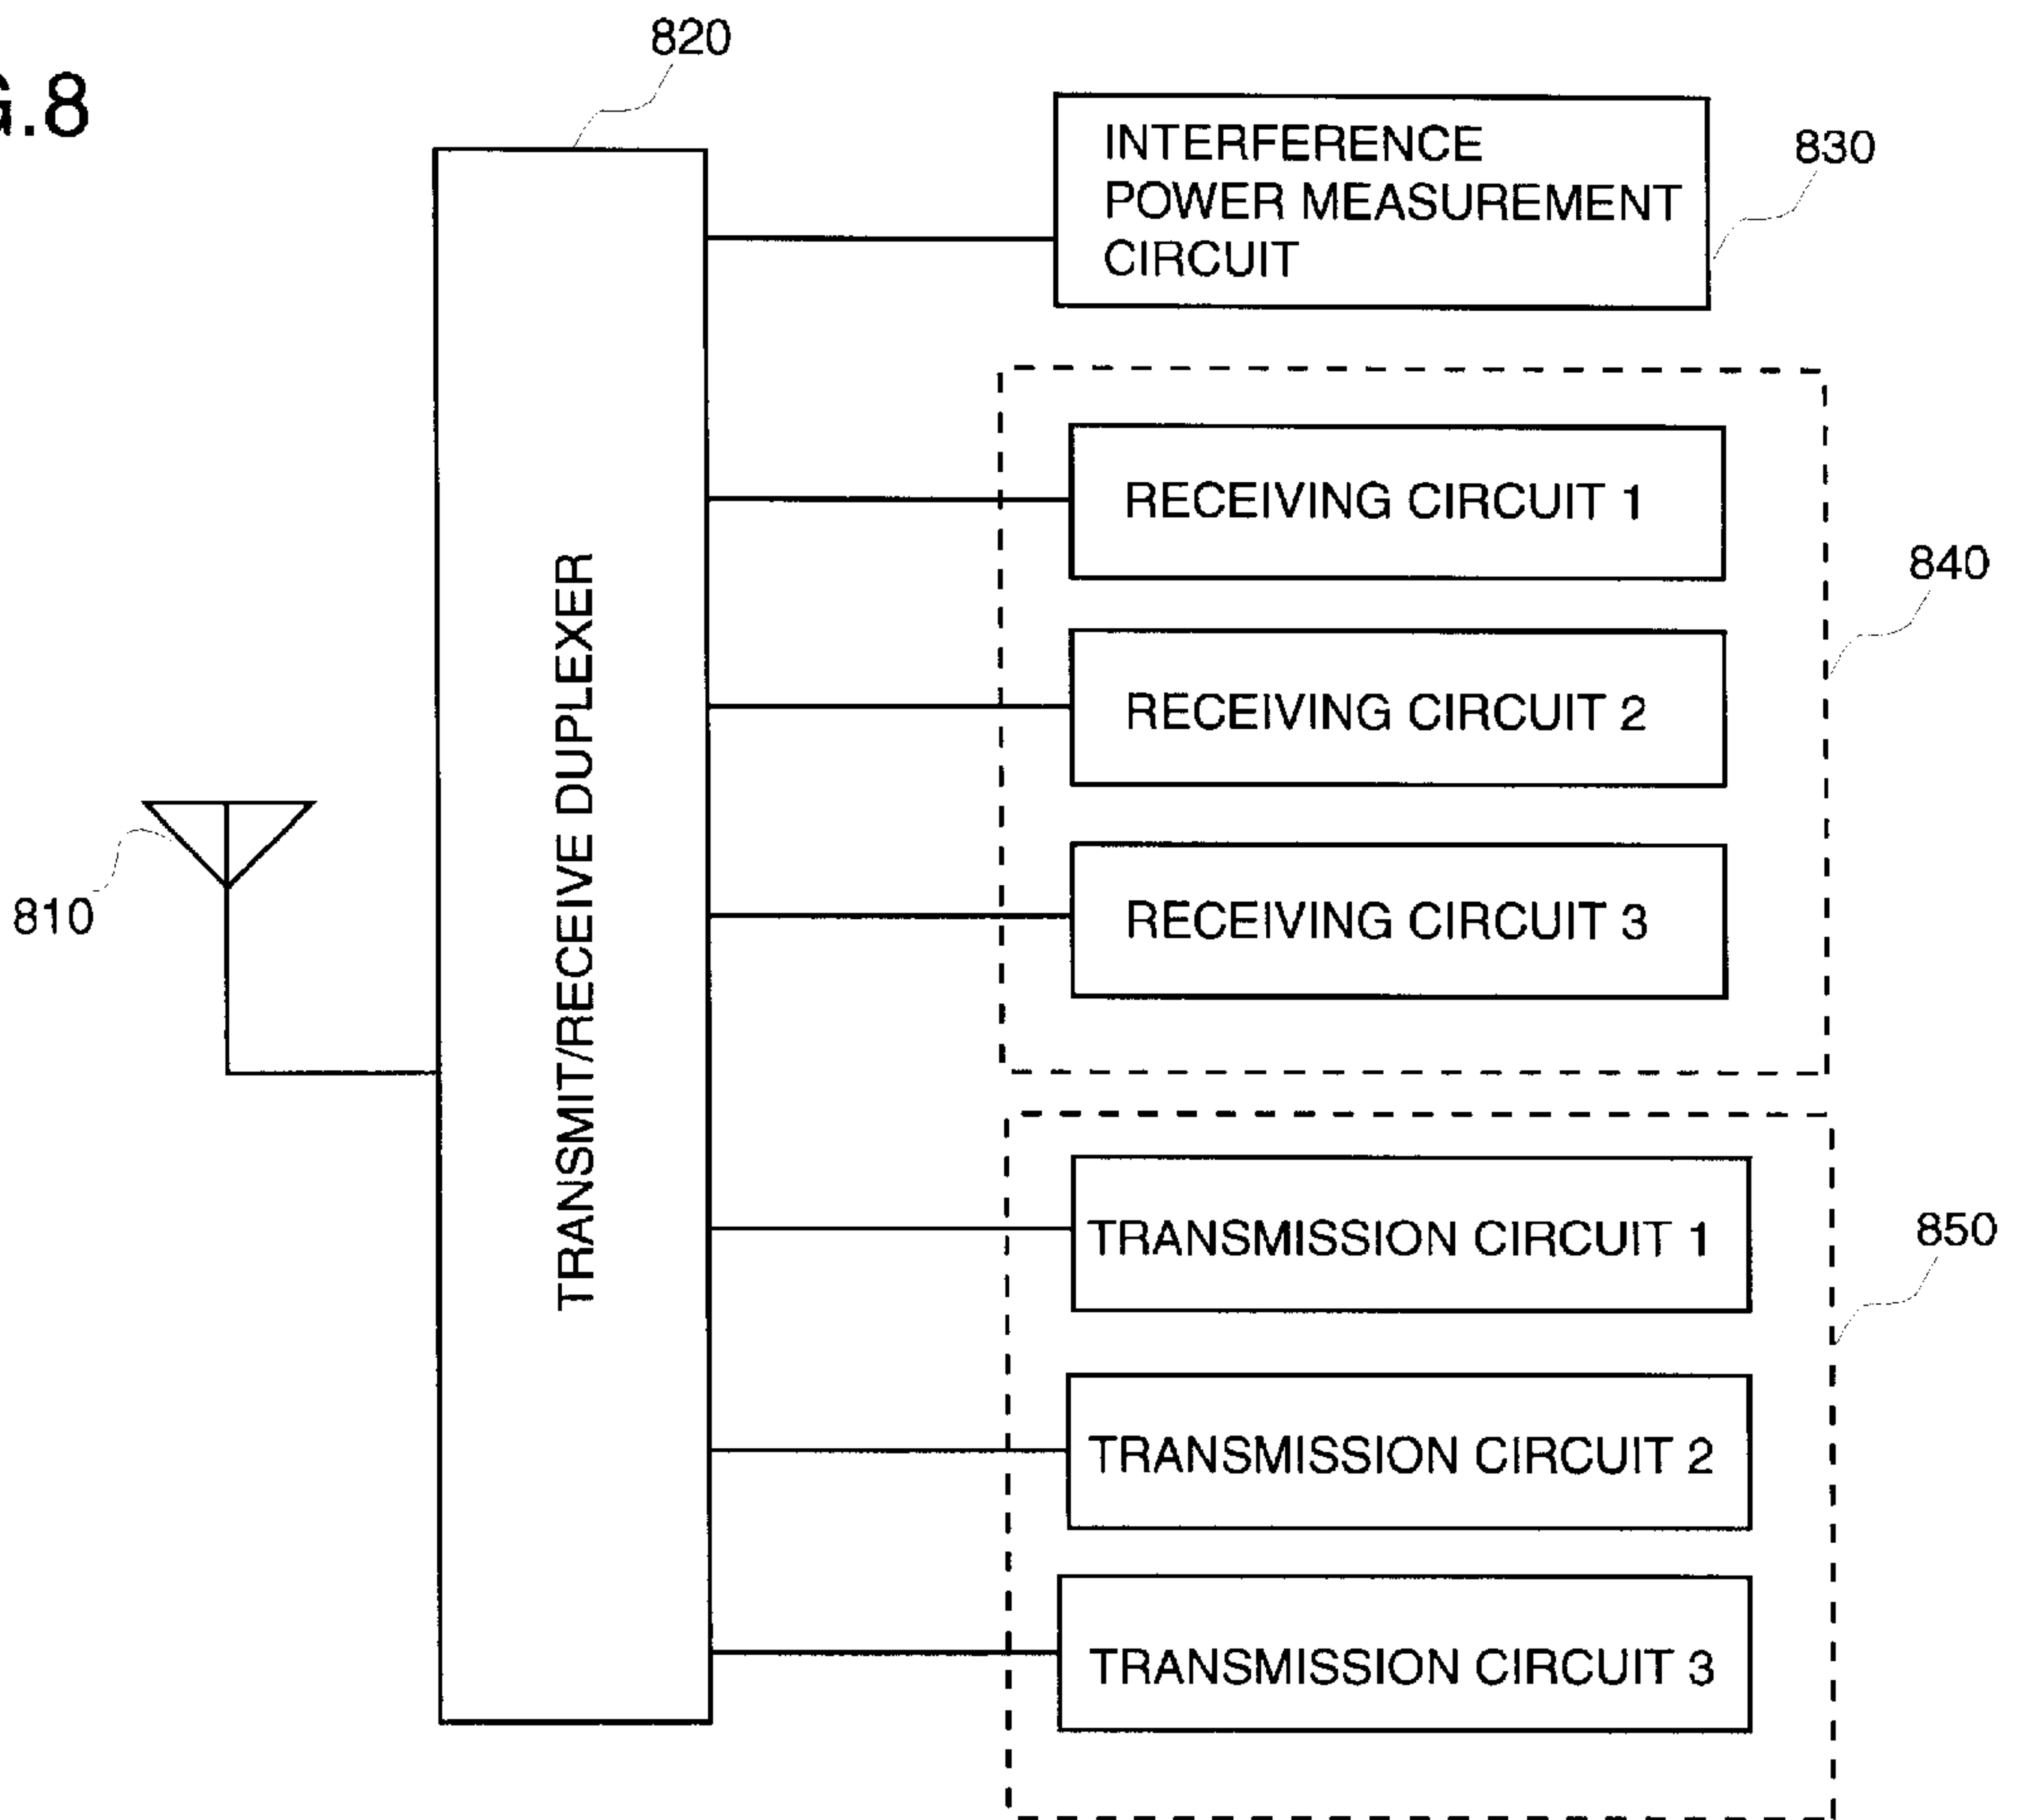 G.8
820
INTERFERENCE
POWER MEASUREMENT
CIRCUIT
830
RECEIVING CIRCUIT 1
840
RECEIVING CIRCUIT 2
RECEIVING CIRCUIT 3
TRANSMIT/RECEIVE DUPLEXER
810
TRANSMISSION CIRCUIT 1
850
TRANSMISSION CIRCUIT 2
TRANSMISSION CIRCUIT 3